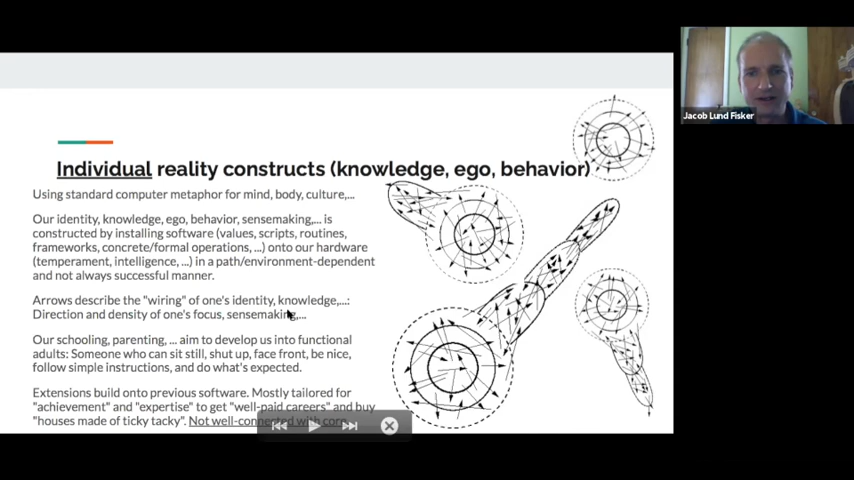 Jacob Lund Fisker
Individual reality constructs (knowledge, ego, behavior)
Using standard computer metaphor for mind, body, culture,...
Our identity, knowledge, ego, behavior, sensemaking,... is
constructed by installing software (values, scripts, routines,
frameworks, concrete/formal operations, ...) onto our hardware
(temperament, intelligence, ...) in a path/environment-dependent
and not always successful manner.
Arrows describe the "wiring" of one's identity, knowledge,...:
Direction and density of one's focus, sensemaking,...
Our schooling, parenting, ... aim to develop us into functional
adults: Someone who can sit still, shut up, face front, be nice,
follow simple instructions, and do what's expected.
Extensions build onto previous software. Mostly tailored for
"achievement" and "expertise" to get "well-paid careers" and buy
"houses made of ticky tacky". Not well-connected with core